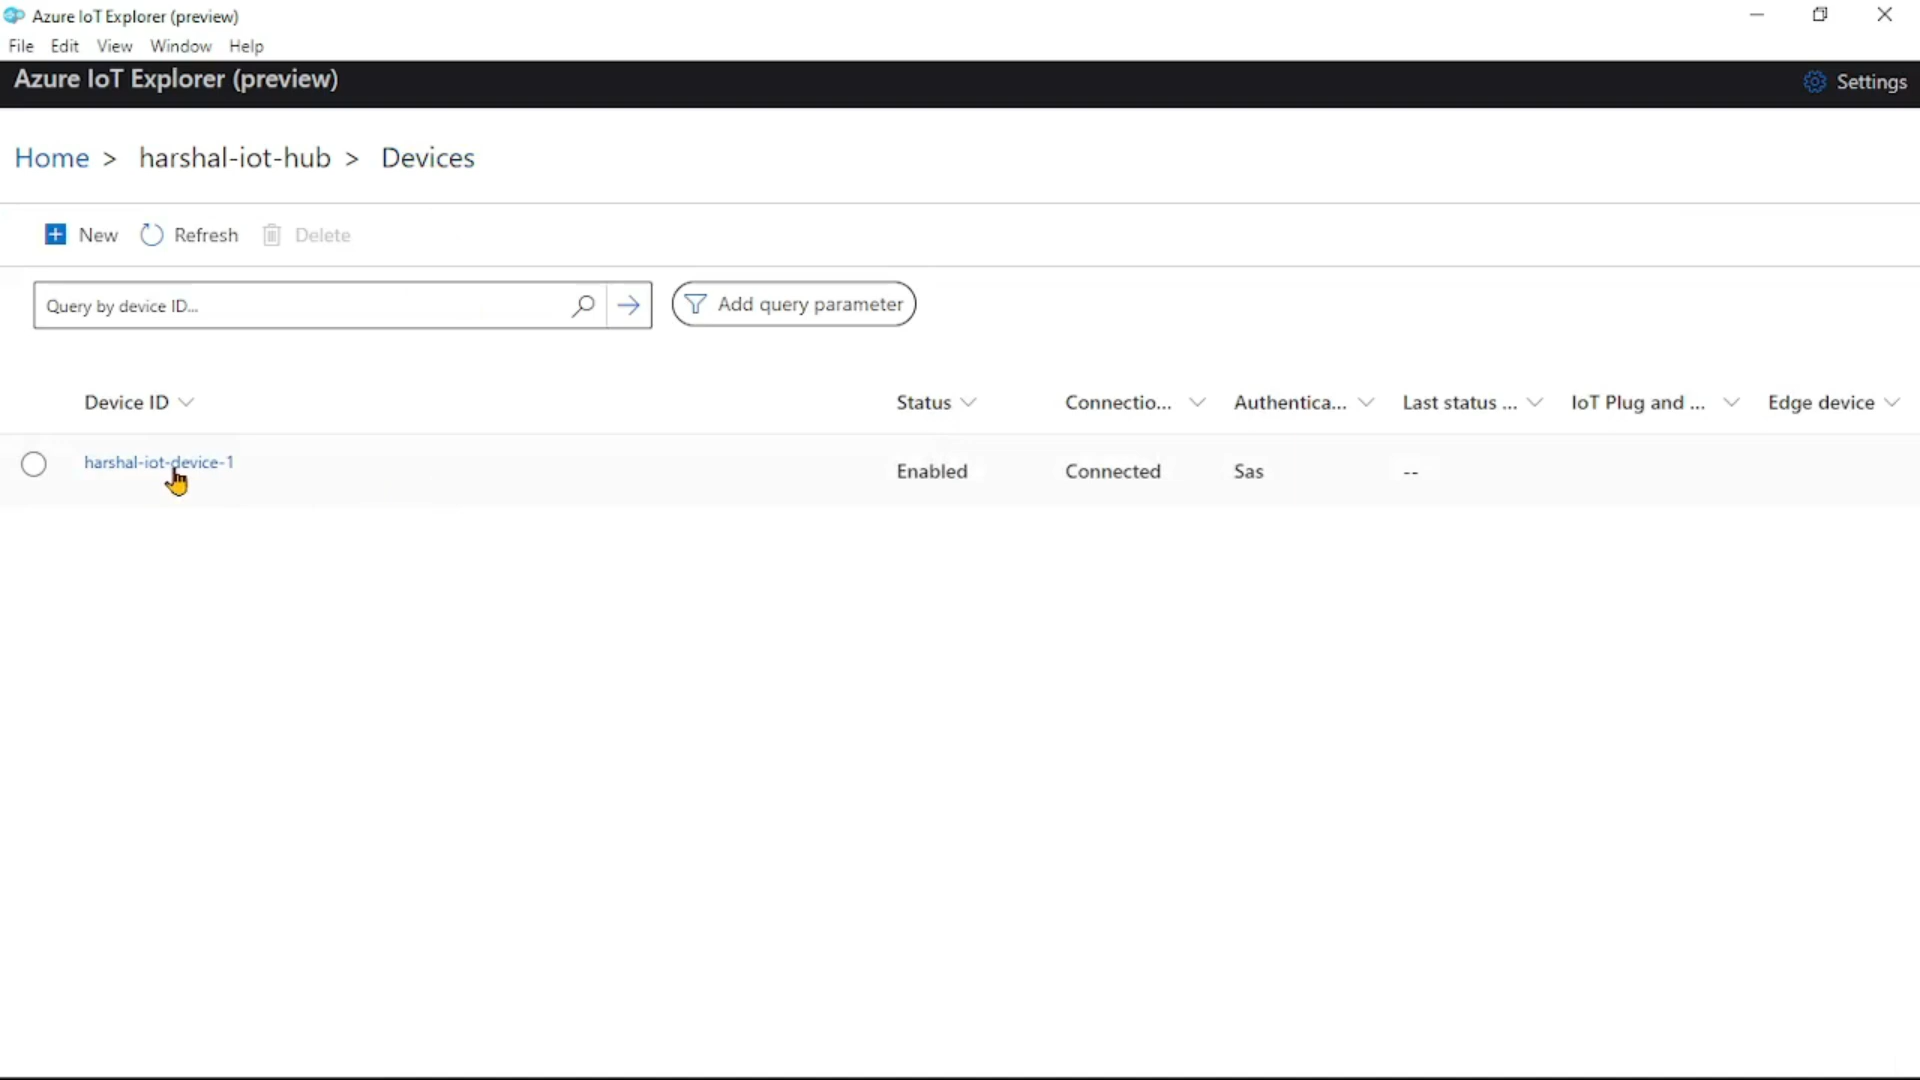 Azure IoT Explorer (preview)
File Edit View Window Help
Azure IoT Explorer (preview) Settings
Home > harshal-iot-hub > Devices
New Refresh Delete
Query by device ID... Add query parameter
Device ID Status Connectio... Authentica... Last status ... IoT Plug and ... Edge device
harshal-iot-device-1 Enabled Connected Sas --